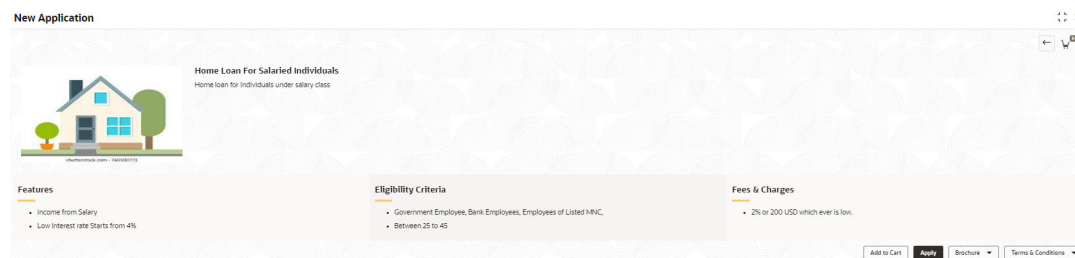 New Application
Home Loan For Salaried Individuals
Home loan for individuals under salary class
shutterstock.com • 740300773
Features
Income from Salary
Low Interest rate Starts from 4%
Eligibility Criteria
Government Employee, Bank Employees, Employees of Listed MNC,
Between 25 to 45
Fees & Charges
2% or 200 USD which ever is low.
Add to Cart
Apply
Brochure
Terms & Conditions